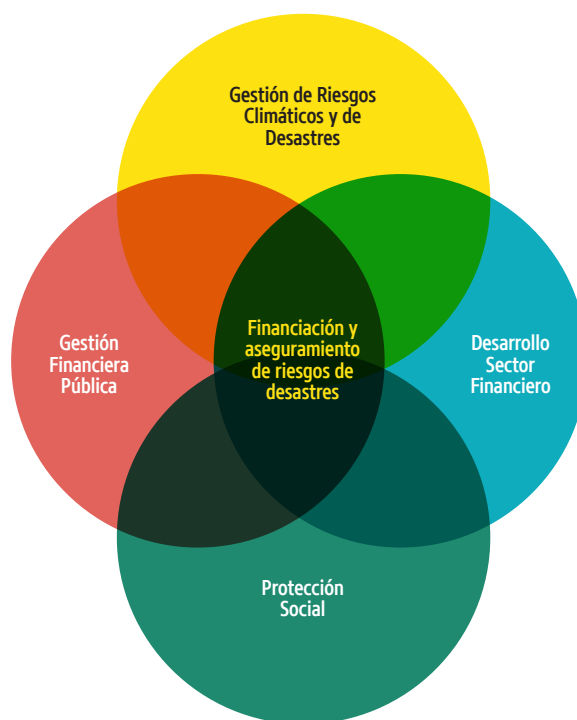 Gestión de Riesgos
Climáticos y de
Desastres
Gestión
Financiera
Pública
Financiación y
aseguramiento
de riesgos de
desastres
Desarrollo
Sector
Financiero
Protección
Social